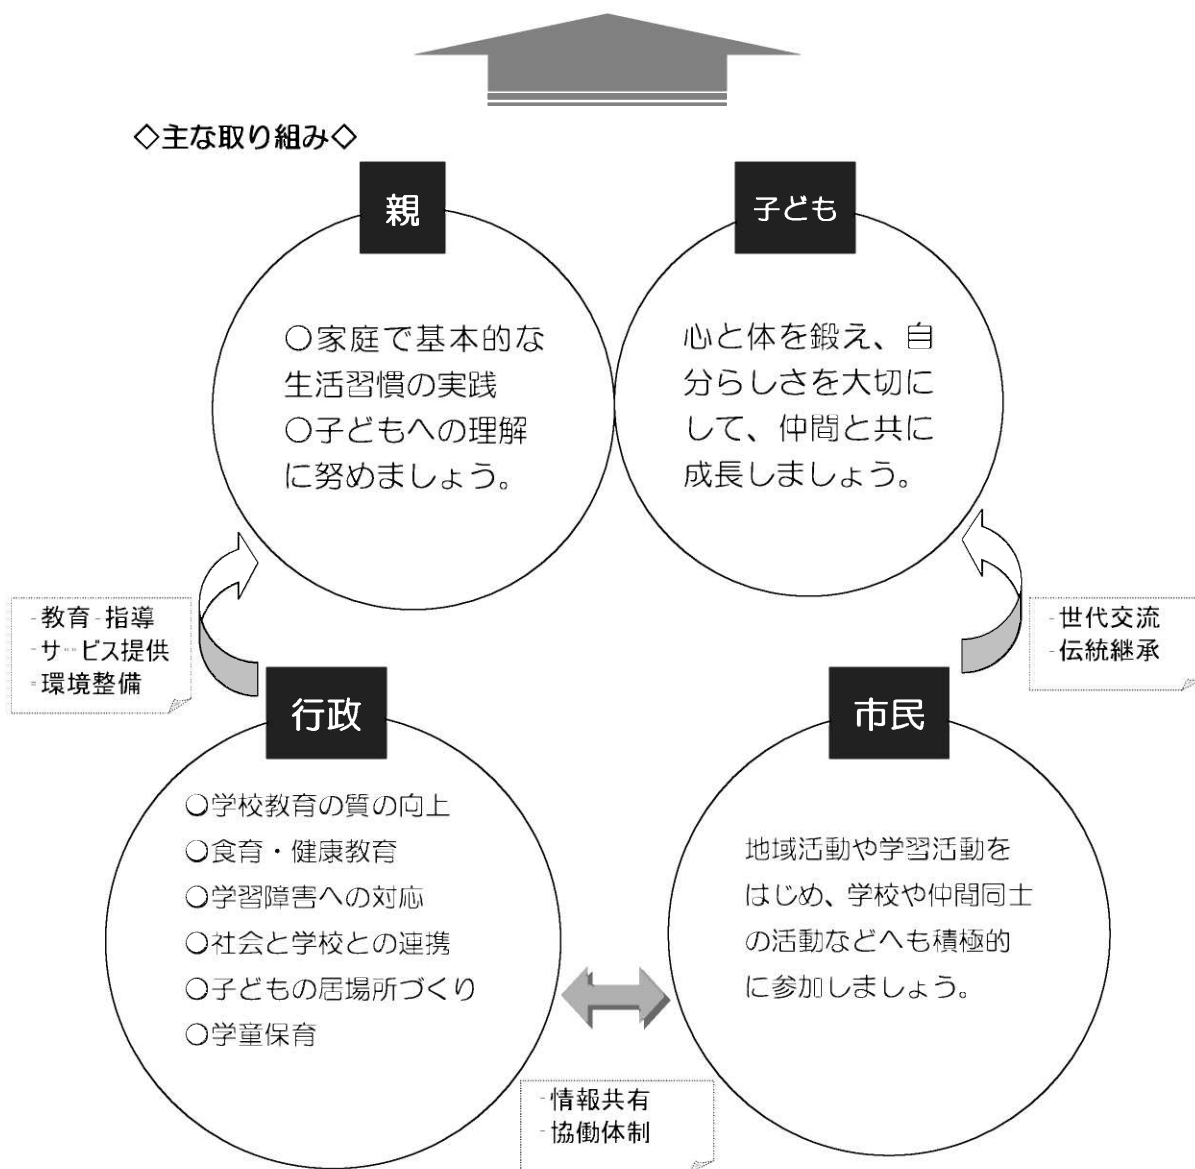 ◇主な取り組み◇
親
○家庭で基本的な
生活習慣の実践
○子どもへの理解
に努めましょう。
子ども
心と体を鍛え、自
分らしさを大切に
して、仲間と共に
成長しましょう。
-教育-指導
-サービス提供
-環境整備
-世代交流
-伝統継承
行政
○学校教育の質の向上
○食育・健康教育
○学習障害への対応
○社会と学校との連携
○子どもの居場所づくり
○学童保育
市民
地域活動や学習活動を
はじめ、学校や仲間同士
の活動などへも積極的
に参加しましょう。
-情報共有
-協働体制